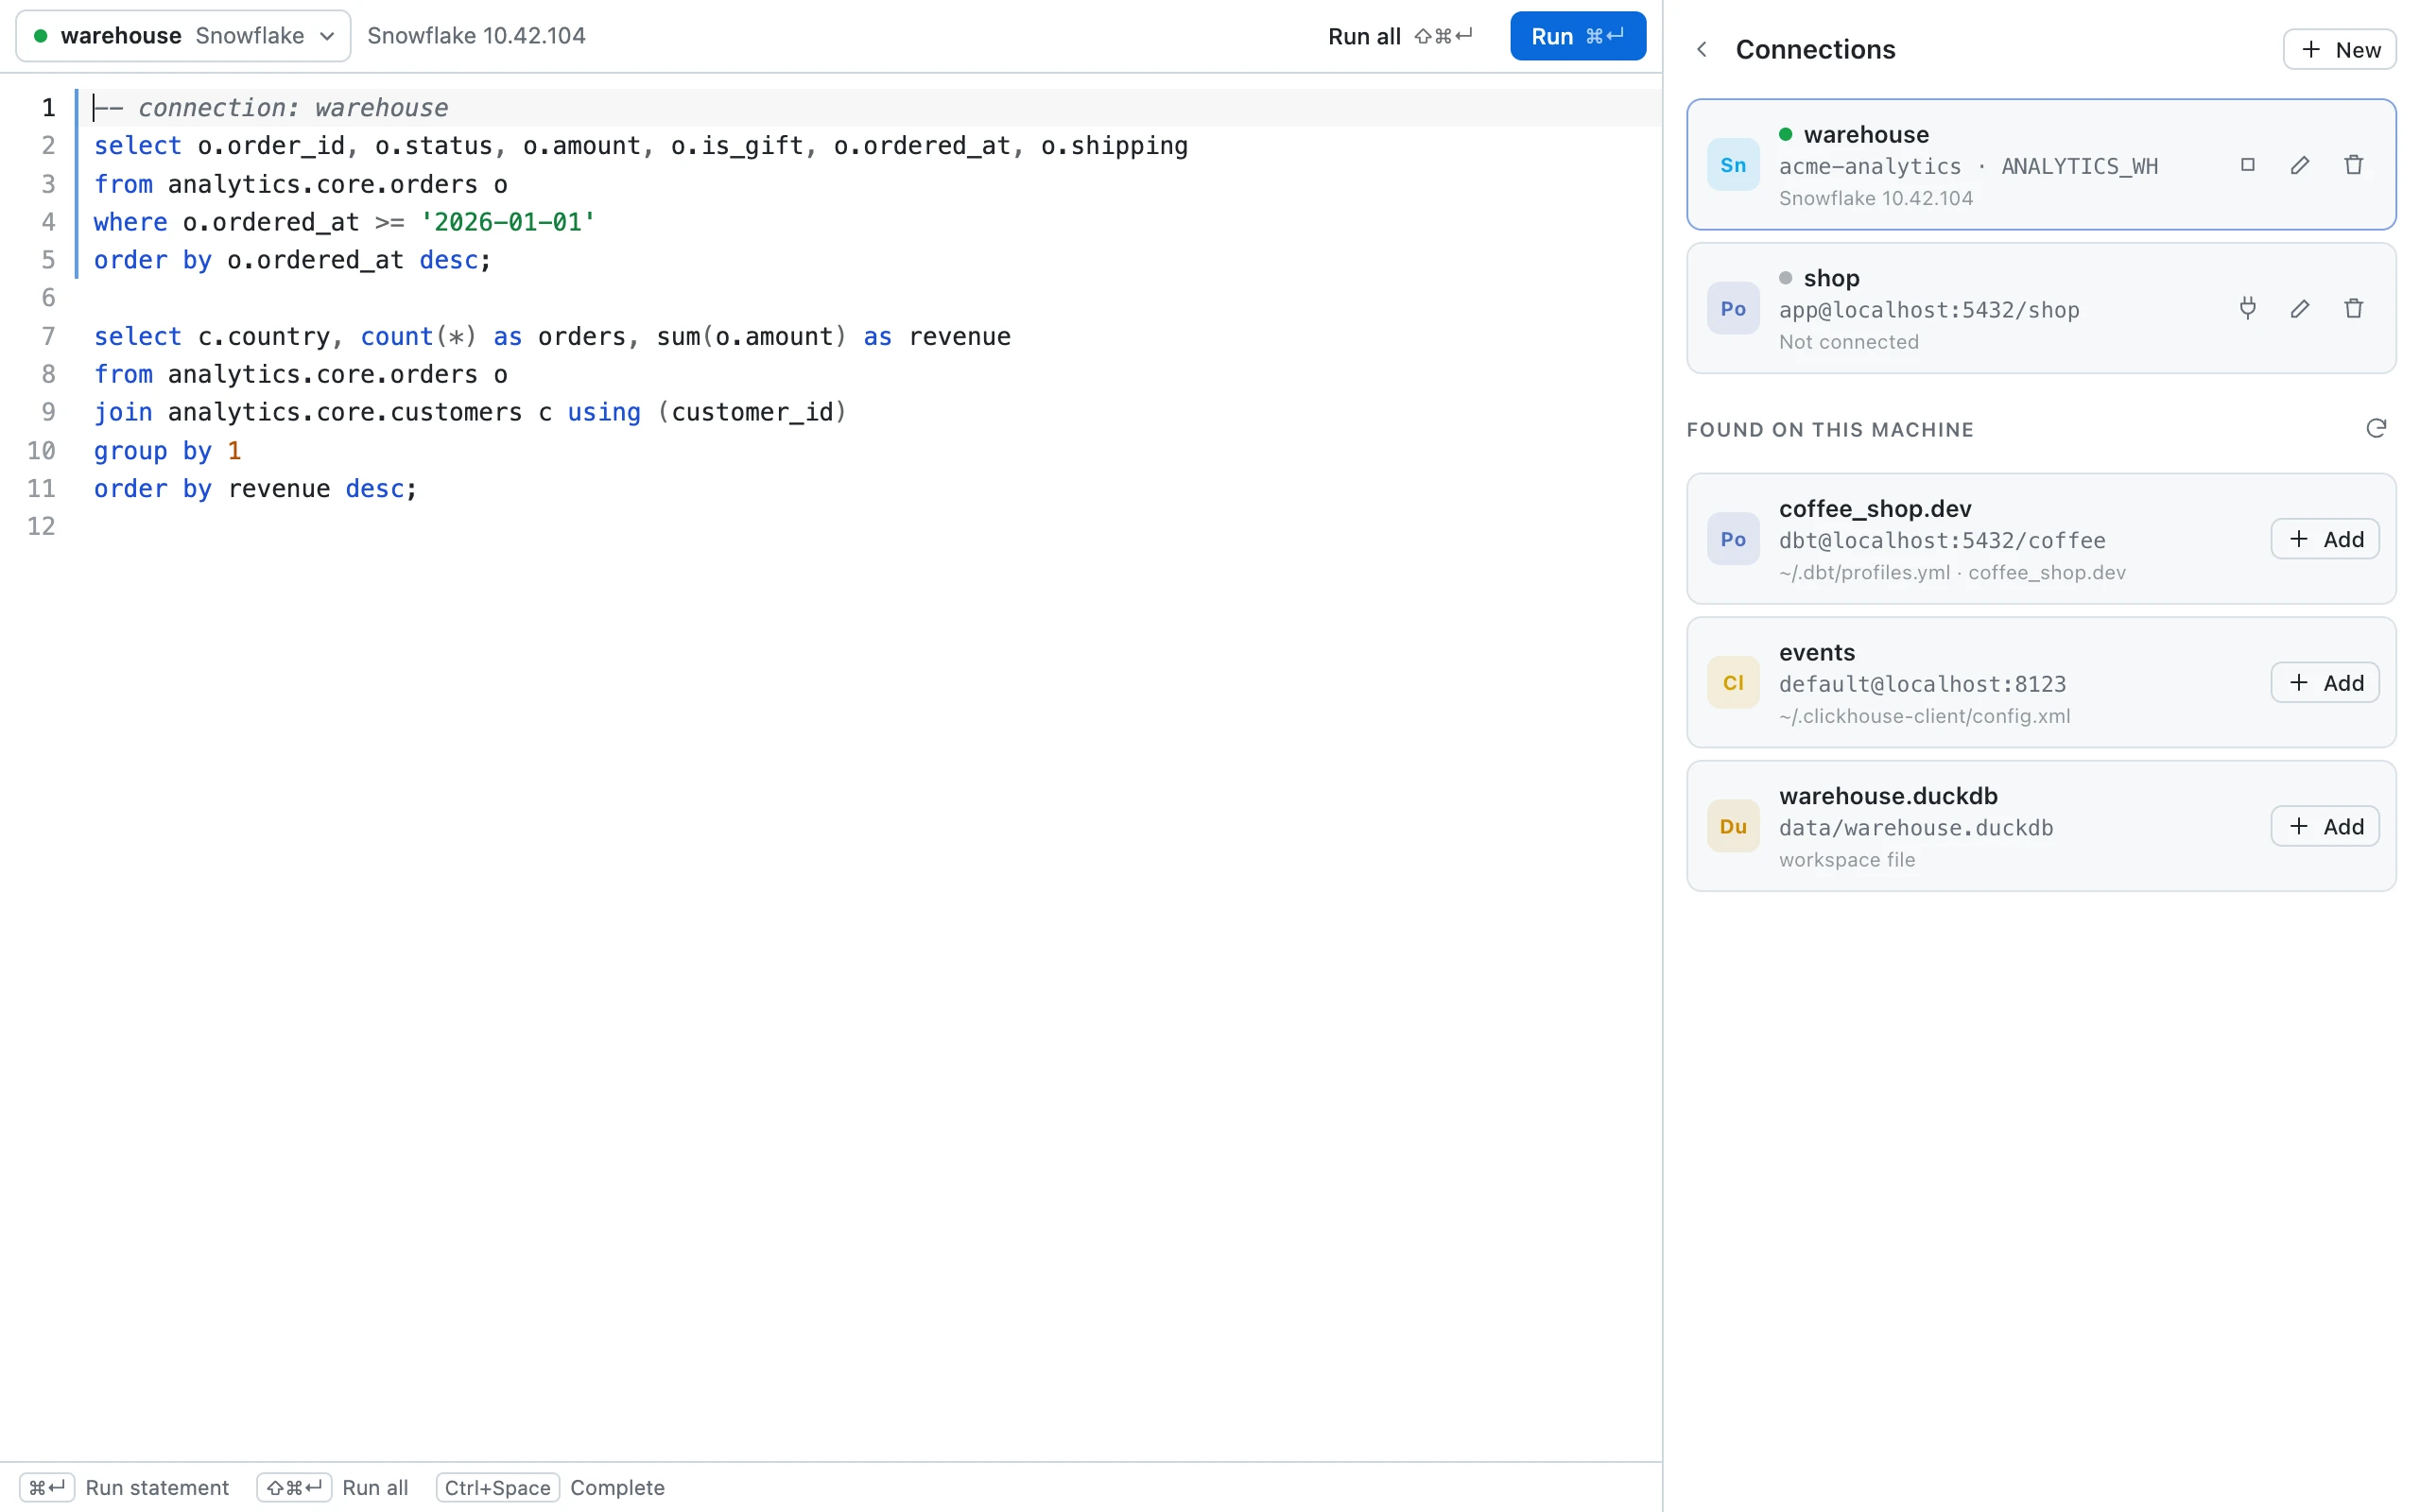 warehouse Snowflake Snowflake 10.42.104 Run all ⇧⌘↵ Run ⌘↵
1 -- connection: warehouse
2 select o.order_id, o.status, o.amount, o.is_gift, o.ordered_at, o.shipping
3 from analytics.core.orders o
4 where o.ordered_at >= '2026-01-01'
5 order by o.ordered_at desc;
6
7 select c.country, count(*) as orders, sum(o.amount) as revenue
8 from analytics.core.orders o
9 join analytics.core.customers c using (customer_id)
10 group by 1
11 order by revenue desc;
12
⌘↵ Run statement ⇧⌘↵ Run all Ctrl+Space Complete
Connections + New
Sn
warehouse
acme-analytics · ANALYTICS_WH
Snowflake 10.42.104
Po
shop
app@localhost:5432/shop
Not connected
FOUND ON THIS MACHINE
Po
coffee_shop.dev
dbt@localhost:5432/coffee
~/.dbt/profiles.yml · coffee_shop.dev
+ Add
Cl
events
default@localhost:8123
~/.clickhouse-client/config.xml
+ Add
Du
warehouse.duckdb
data/warehouse.duckdb
workspace file
+ Add